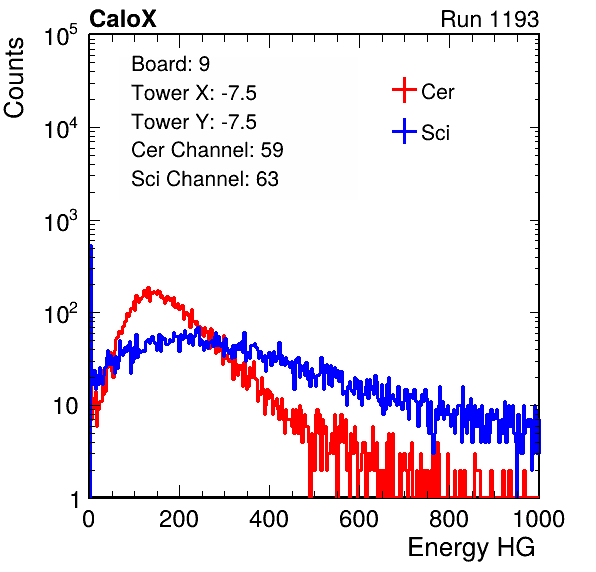 CaloX Run 1193
Counts
10^5
10^4
10^3
10^2
10
1
Board: 9
Tower X: -7.5
Tower Y: -7.5
Cer Channel: 59
Sci Channel: 63
Cer
Sci
0 200 400 600 800 1000
Energy HG